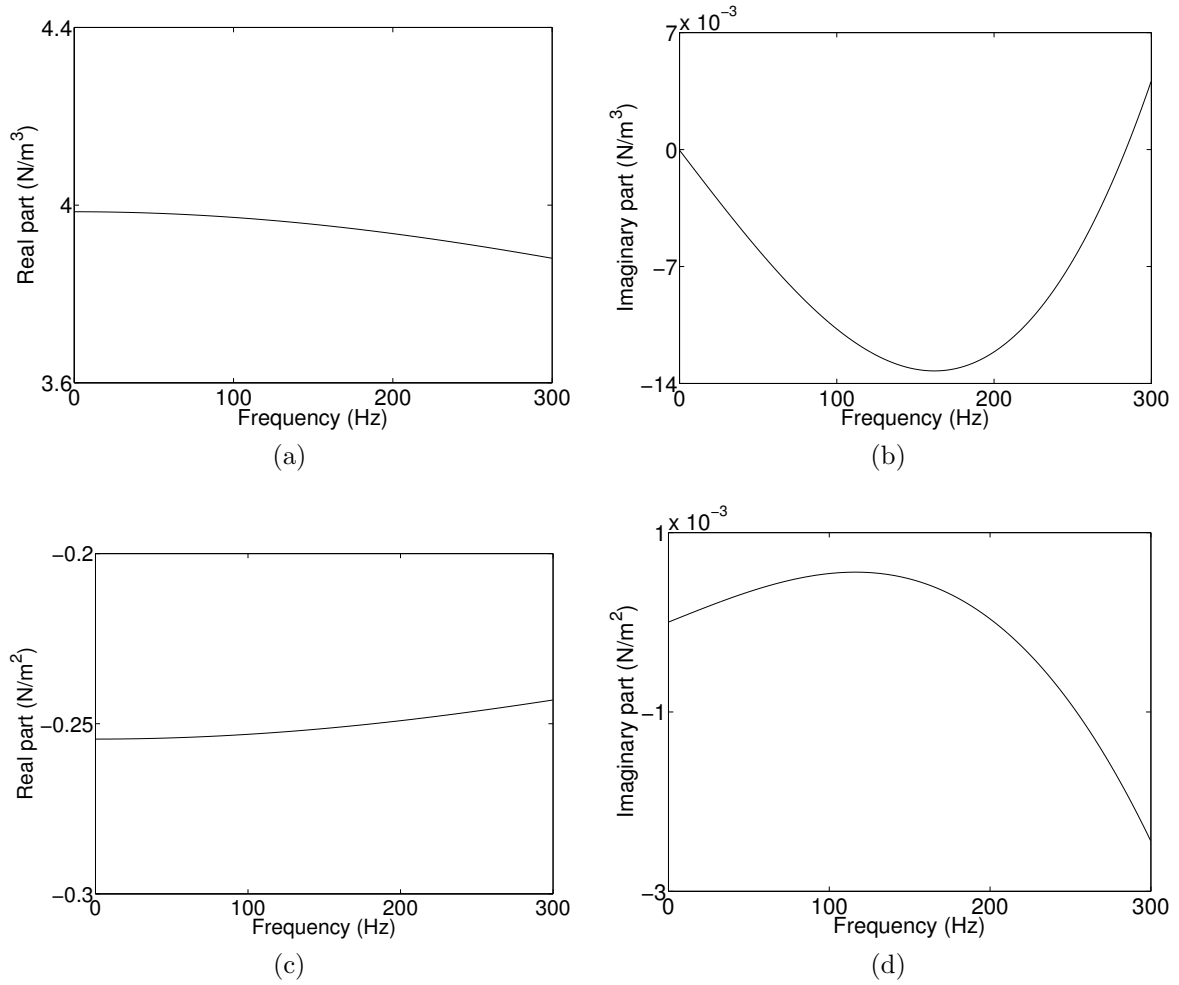 4.4
4
3.6
0
100
200
300
Real part (N/m³)
Frequency (Hz)
(a)
7
x 10⁻³
0
−7
−14
0
100
200
300
Imaginary part (N/m³)
Frequency (Hz)
(b)
−0.2
−0.25
−0.3
0
100
200
300
Real part (N/m²)
Frequency (Hz)
(c)
1
x 10⁻³
−1
−3
0
100
200
300
Imaginary part (N/m²)
Frequency (Hz)
(d)